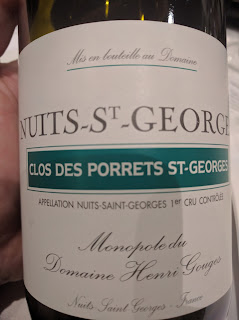 Mis en bouteille au Domaine
NUITS-ST-GEORGE
CLOS DES PORRETS ST-GEORGES
APPELLATION NUITS-SAINT-GEORGES 1er CRU CONTRÔLÉE
Monopole du
Domaine Henri Gouges
Nuits Saint Georges - France